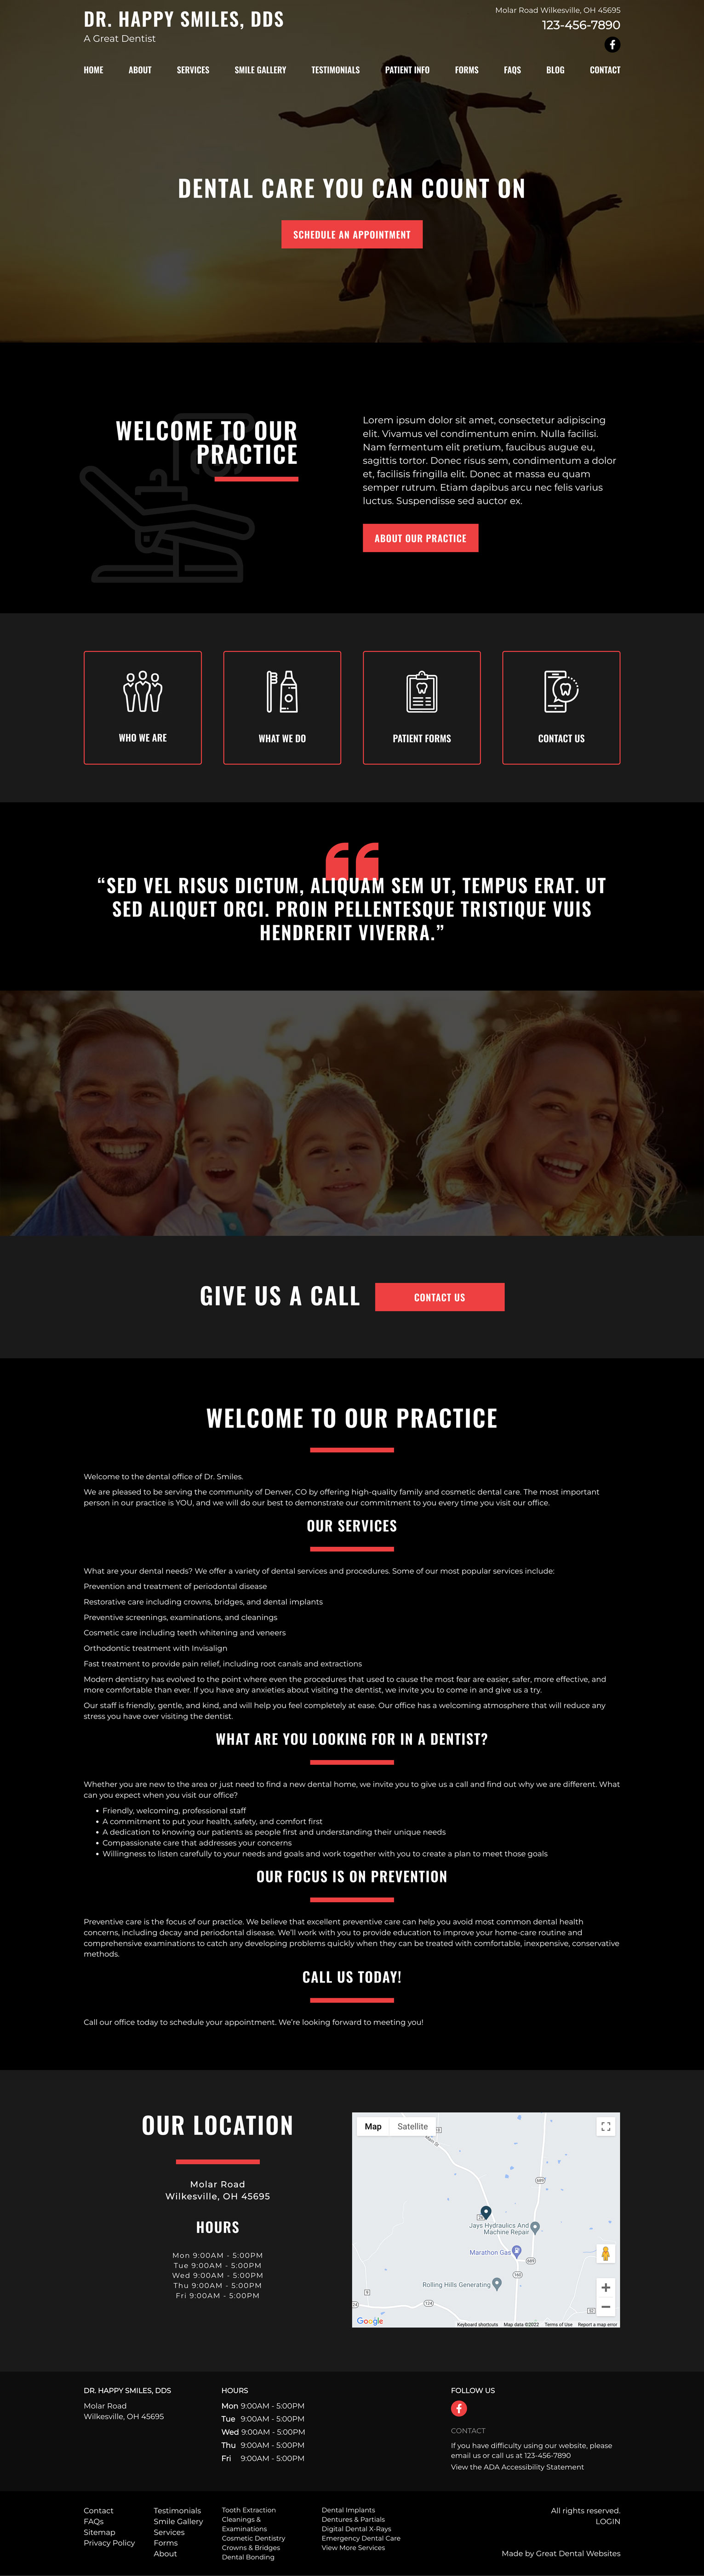 DR. HAPPY SMILES, DDS
A Great Dentist
Molar Road Wilkesville, OH 45695
123-456-7890
HOME ABOUT SERVICES SMILE GALLERY TESTIMONIALS PATIENT INFO FORMS FAQS BLOG CONTACT
DENTAL CARE YOU CAN COUNT ON
SCHEDULE AN APPOINTMENT
WELCOME TO OUR
PRACTICE
Lorem ipsum dolor sit amet, consectetur adipiscing
elit. Vivamus vel condimentum enim. Nulla facilisi.
Nam fermentum elit pretium, faucibus augue eu,
sagittis tortor. Donec risus sem, condimentum a dolor
et, facilisis fringilla elit. Donec at massa eu quam
semper rutrum. Etiam dapibus arcu nec felis varius
luctus. Suspendisse sed auctor ex.
ABOUT OUR PRACTICE
WHO WE ARE
WHAT WE DO
PATIENT FORMS
CONTACT US
“SED VEL RISUS DICTUM, ALIQUAM SEM UT, TEMPUS ERAT. UT
SED ALIQUET ORCI. PROIN PELLENTESQUE TRISTIQUE VUIS
HENDRERIT VIVERRA.”
GIVE US A CALL
CONTACT US
WELCOME TO OUR PRACTICE
Welcome to the dental office of Dr. Smiles.
We are pleased to be serving the community of Denver, CO by offering high-quality family and cosmetic dental care. The most important
person in our practice is YOU, and we will do our best to demonstrate our commitment to you every time you visit our office.
OUR SERVICES
What are your dental needs? We offer a variety of dental services and procedures. Some of our most popular services include:
Prevention and treatment of periodontal disease
Restorative care including crowns, bridges, and dental implants
Preventive screenings, examinations, and cleanings
Cosmetic care including teeth whitening and veneers
Orthodontic treatment with Invisalign
Fast treatment to provide pain relief, including root canals and extractions
Modern dentistry has evolved to the point where even the procedures that used to cause the most fear are easier, safer, more effective, and
more comfortable than ever. If you have any anxieties about visiting the dentist, we invite you to come in and give us a try.
Our staff is friendly, gentle, and kind, and will help you feel completely at ease. Our office has a welcoming atmosphere that will reduce any
stress you have over visiting the dentist.
WHAT ARE YOU LOOKING FOR IN A DENTIST?
Whether you are new to the area or just need to find a new dental home, we invite you to give us a call and find out why we are different. What
can you expect when you visit our office?
• Friendly, welcoming, professional staff
• A commitment to put your health, safety, and comfort first
• A dedication to knowing our patients as people first and understanding their unique needs
• Compassionate care that addresses your concerns
• Willingness to listen carefully to your needs and goals and work together with you to create a plan to meet those goals
OUR FOCUS IS ON PREVENTION
Preventive care is the focus of our practice. We believe that excellent preventive care can help you avoid most common dental health
concerns, including decay and periodontal disease. We’ll work with you to provide education to improve your home-care routine and
comprehensive examinations to catch any developing problems quickly when they can be treated with comfortable, inexpensive, conservative
methods.
CALL US TODAY!
Call our office today to schedule your appointment. We’re looking forward to meeting you!
OUR LOCATION
Molar Road
Wilkesville, OH 45695
HOURS
Mon 9:00AM - 5:00PM
Tue 9:00AM - 5:00PM
Wed 9:00AM - 5:00PM
Thu 9:00AM - 5:00PM
Fri 9:00AM - 5:00PM
Map Satellite
689
Jays Hydraulics And
Machine Repair
Marathon Gas
689
160
Rolling Hills Generating
9
124
24
32
Google
Keyboard shortcuts Map data ©2022 Terms of Use Report a map error
DR. HAPPY SMILES, DDS
Molar Road
Wilkesville, OH 45695
HOURS
Mon 9:00AM - 5:00PM
Tue 9:00AM - 5:00PM
Wed 9:00AM - 5:00PM
Thu 9:00AM - 5:00PM
Fri 9:00AM - 5:00PM
FOLLOW US
CONTACT
If you have difficulty using our website, please
email us or call us at 123-456-7890
View the ADA Accessibility Statement
Contact
FAQs
Sitemap
Privacy Policy
Testimonials
Smile Gallery
Services
Forms
About
Tooth Extraction
Cleanings &
Examinations
Cosmetic Dentistry
Crowns & Bridges
Dental Bonding
Dental Implants
Dentures & Partials
Digital Dental X-Rays
Emergency Dental Care
View More Services
All rights reserved.
LOGIN
Made by Great Dental Websites